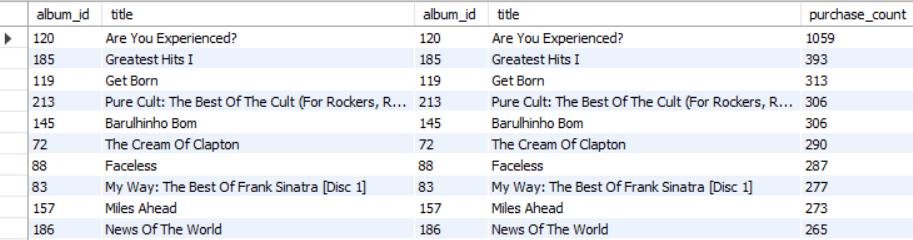 album_id title album_id title purchase_count
120 Are You Experienced? 120 Are You Experienced? 1059
185 Greatest Hits I 185 Greatest Hits I 393
119 Get Born 119 Get Born 313
213 Pure Cult: The Best Of The Cult (For Rockers, R... 213 Pure Cult: The Best Of The Cult (For Rockers, R... 306
145 Barulhinho Bom 145 Barulhinho Bom 306
72 The Cream Of Clapton 72 The Cream Of Clapton 290
88 Faceless 88 Faceless 287
83 My Way: The Best Of Frank Sinatra [Disc 1] 83 My Way: The Best Of Frank Sinatra [Disc 1] 277
157 Miles Ahead 157 Miles Ahead 273
186 News Of The World 186 News Of The World 265